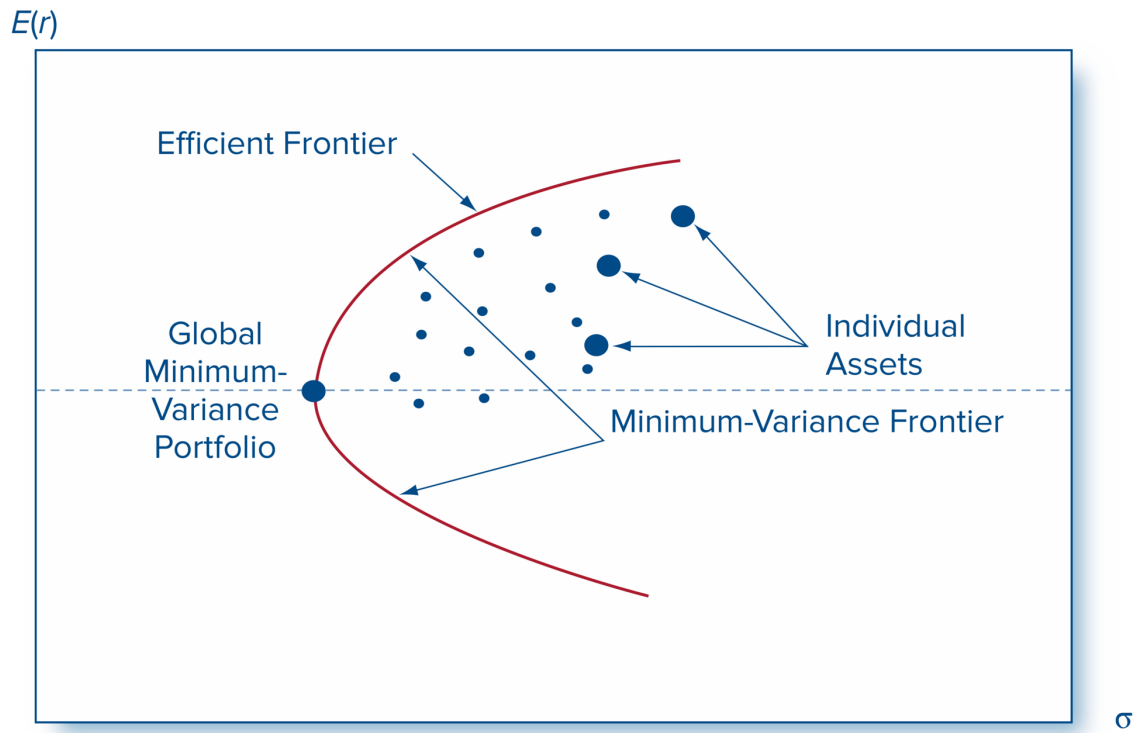 E(r)
Efficient Frontier
Global
Minimum-
Variance
Portfolio
Individual
Assets
Minimum-Variance Frontier
σ